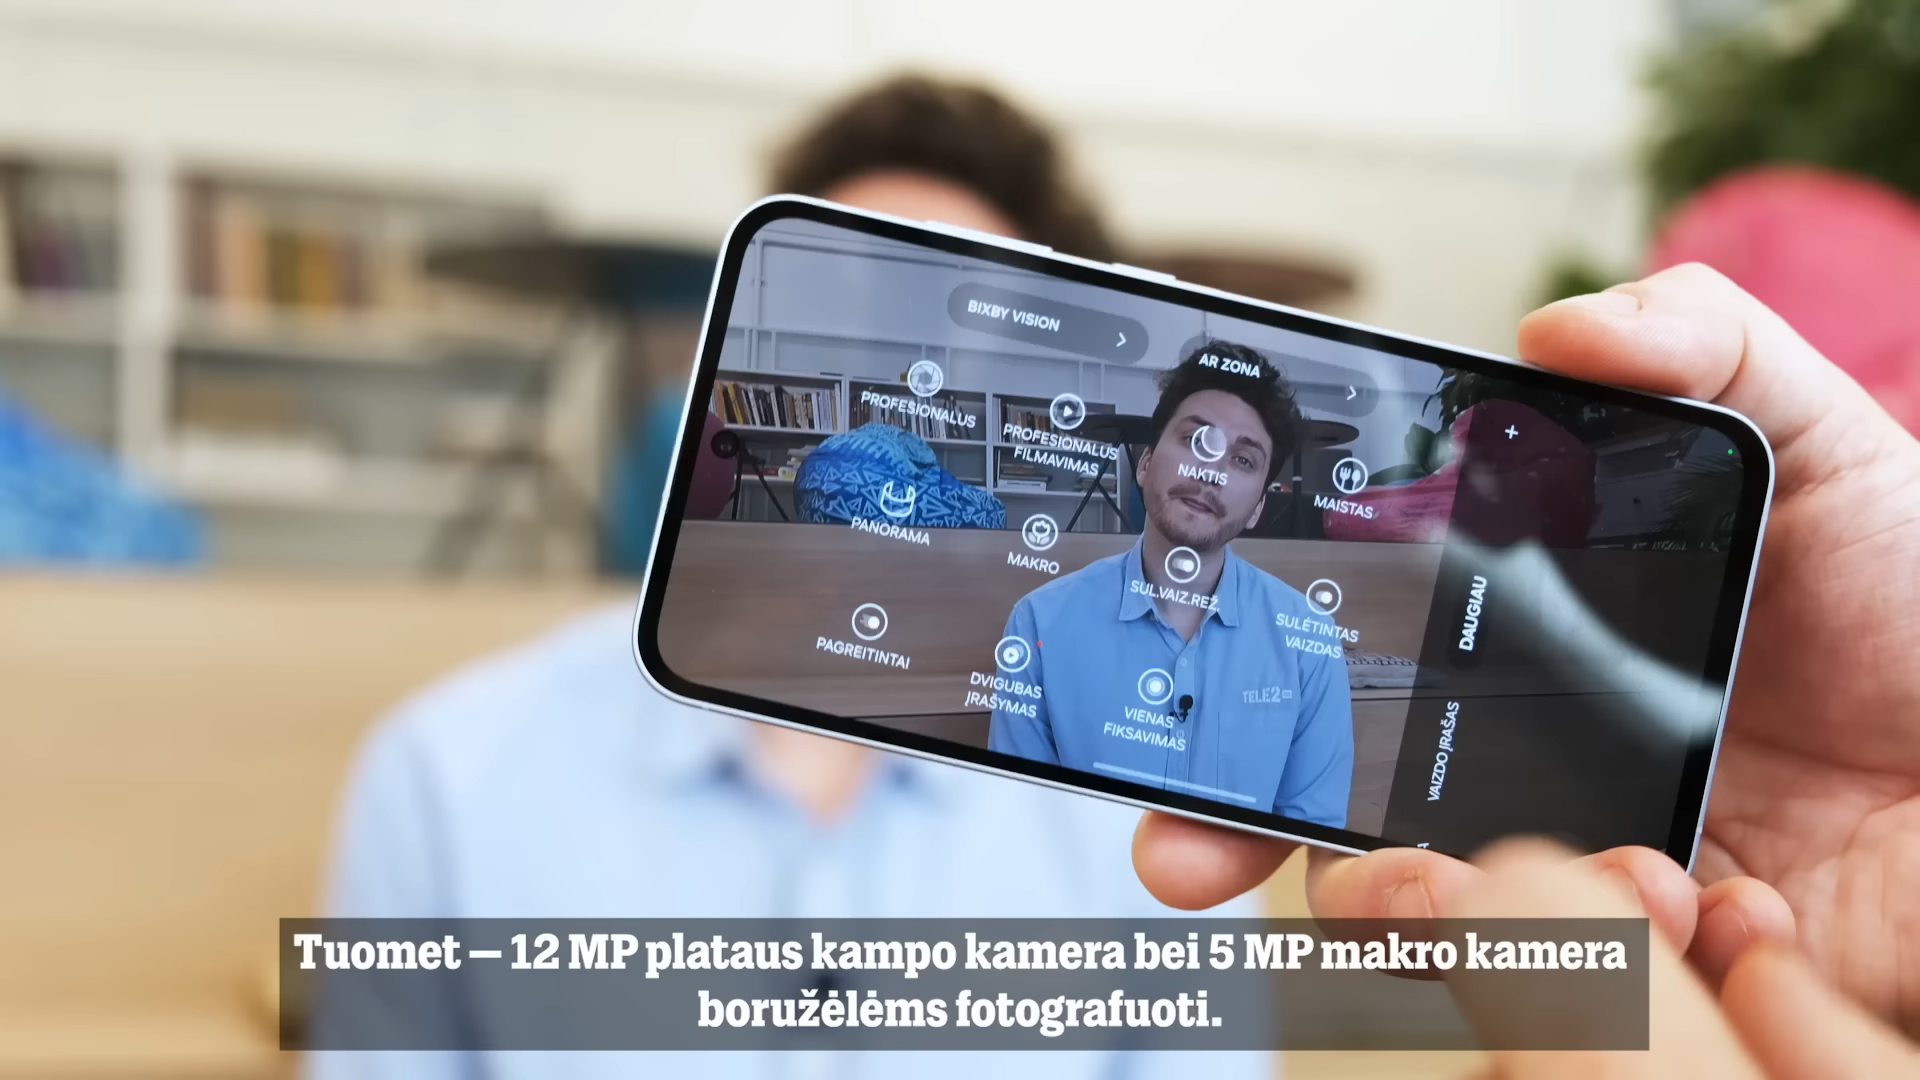 BIXBY VISION
AR ZONA
PROFESIONALUS
PROFESIONALUS
FILMAVIMAS
NAKTIS
MAISTAS
PANORAMA
MAKRO
SUL.VAIZ.REŽ.
SULĖTINTAS
VAIZDAS
PAGREITINTAI
DVIGUBAS
ĮRAŠYMAS
VIENAS
FIKSAVIMAS
TELE2
DAUGIAU
VAIZDO ĮRAŠAS
Tuomet — 12 MP plataus kampo kamera bei 5 MP makro kamera
boružėlėms fotografuoti.